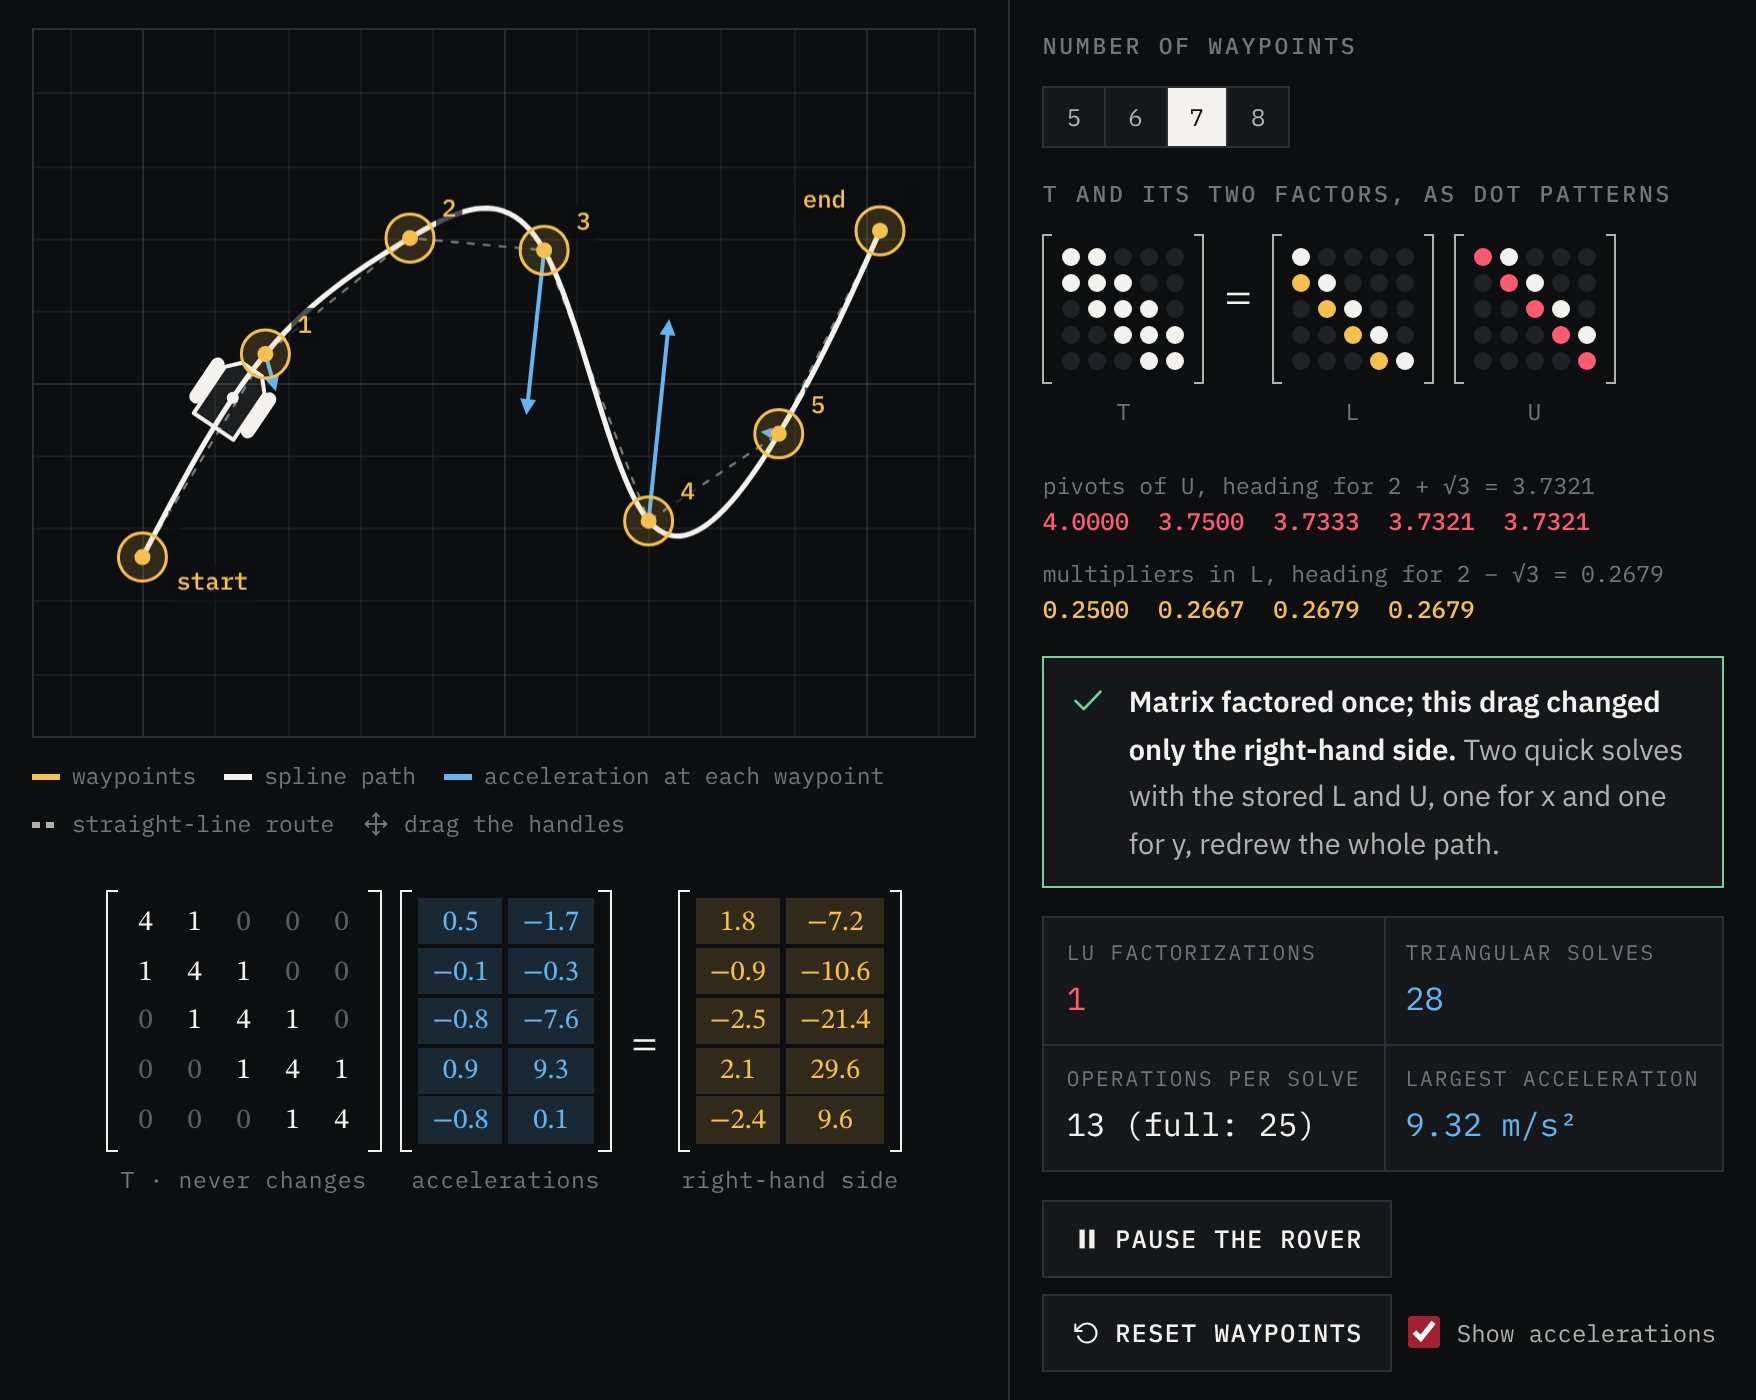 2
3
end
1
5
4
start
waypoints spline path acceleration at each waypoint
straight-line route drag the handles
4 1 0 0 0 0.5 −1.7 1.8 −7.2
1 4 1 0 0 −0.1 −0.3 −0.9 −10.6
0 1 4 1 0 −0.8 −7.6 −2.5 −21.4
=
0 0 1 4 1 0.9 9.3 2.1 29.6
0 0 0 1 4 −0.8 0.1 −2.4 9.6
T · never changes accelerations right-hand side
NUMBER OF WAYPOINTS
5 6 7 8
T AND ITS TWO FACTORS, AS DOT PATTERNS
=
T L U
pivots of U, heading for 2 + √3 = 3.7321
4.0000 3.7500 3.7333 3.7321 3.7321
multipliers in L, heading for 2 − √3 = 0.2679
0.2500 0.2667 0.2679 0.2679
Matrix factored once; this drag changed
only the right-hand side. Two quick solves
with the stored L and U, one for x and one
for y, redrew the whole path.
LU FACTORIZATIONS TRIANGULAR SOLVES
1 28
OPERATIONS PER SOLVE LARGEST ACCELERATION
13 (full: 25) 9.32 m/s²
PAUSE THE ROVER
RESET WAYPOINTS Show accelerations